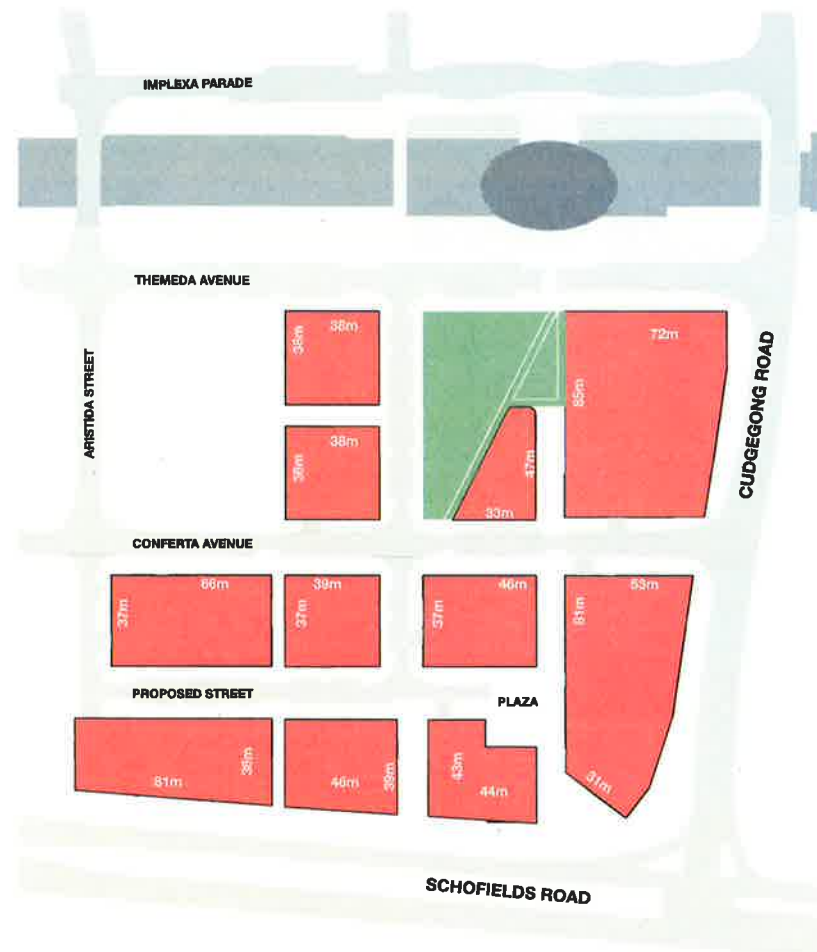 IMPLEXA PARADE
THEMEDA AVENUE
38m
38m
72m
85m
ARISTIDA STREET
CUDGEGONG ROAD
38m
38m
47m
33m
CONFERTA AVENUE
66m
37m
39m
37m
46m
37m
53m
81m
PROPOSED STREET
PLAZA
81m
38m
46m
39m
43m
44m
31m
SCHOFIELDS ROAD